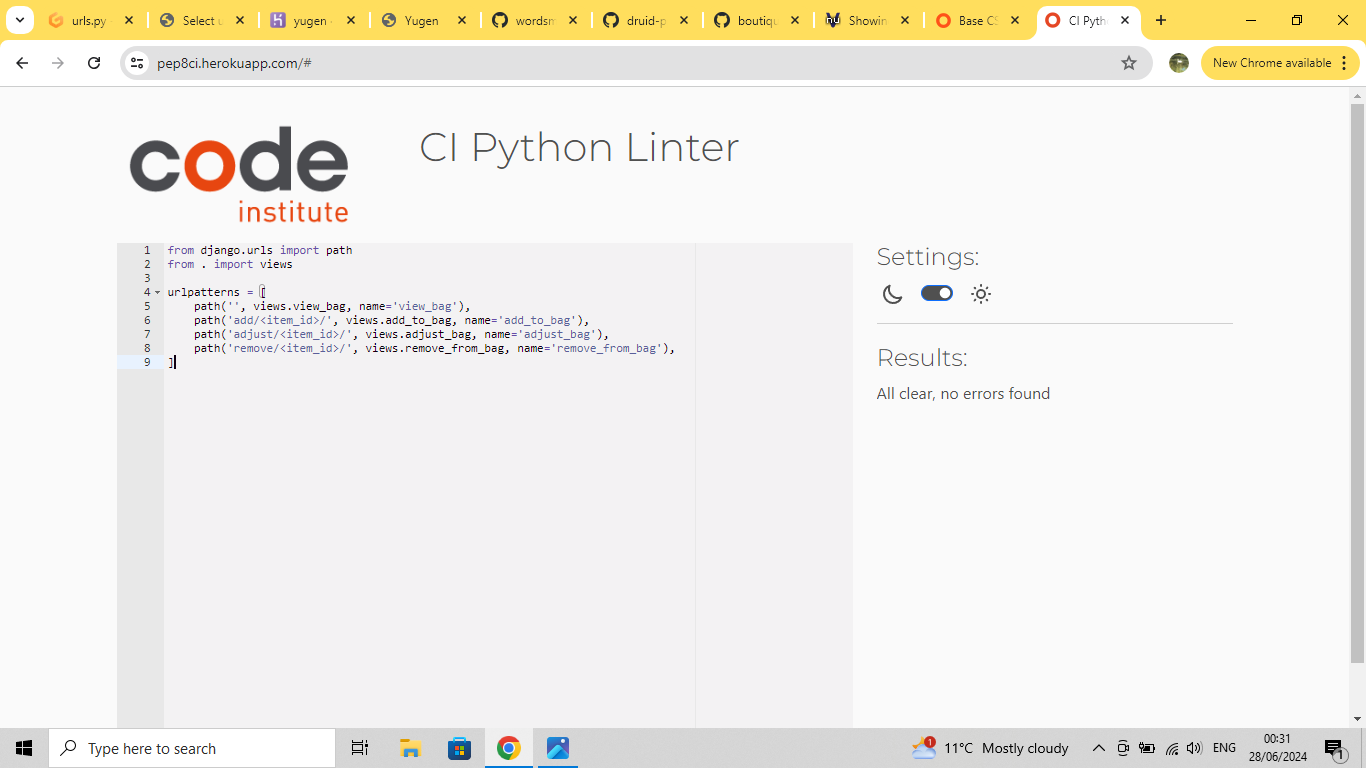 urls.py
Select u
yugen
Yugen
wordsm
druid-p
boutiqu
Showin
Base CS
CI Pyth
pep8ci.herokuapp.com/#
New Chrome available
code
institute
CI Python Linter
1 from django.urls import path
2 from . import views
3
4 urlpatterns = [
5 path('', views.view_bag, name='view_bag'),
6 path('add/<item_id>/', views.add_to_bag, name='add_to_bag'),
7 path('adjust/<item_id>/', views.adjust_bag, name='adjust_bag'),
8 path('remove/<item_id>/', views.remove_from_bag, name='remove_from_bag'),
9 ]
Settings:
Results:
All clear, no errors found
Type here to search
1
11°C Mostly cloudy
ENG
00:31
28/06/2024
1